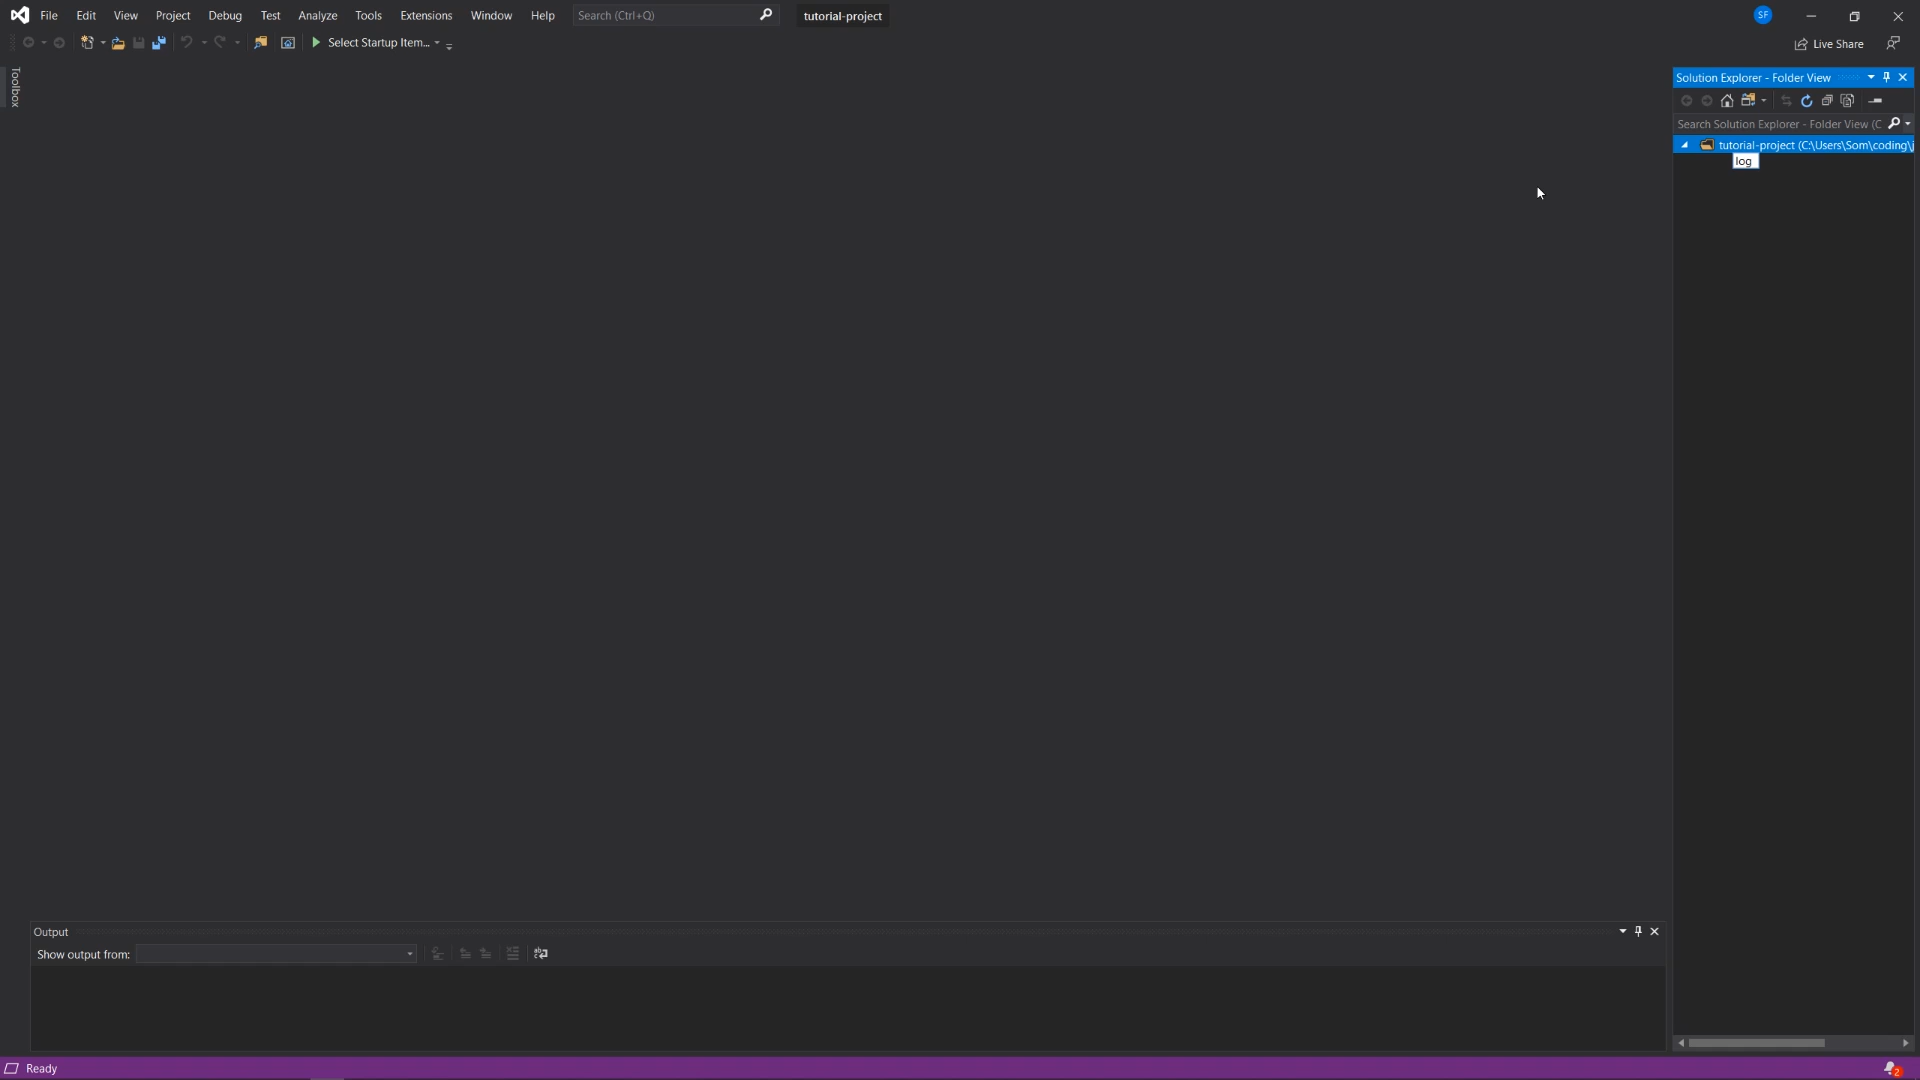 File Edit View Project Debug Test Analyze Tools Extensions Window Help Search (Ctrl+Q) tutorial-project SF
Select Startup Item... Live Share
Toolbox
Solution Explorer - Folder View
Search Solution Explorer - Folder View (C
tutorial-project (C:\Users\Som\coding\j
log
Output
Show output from:
Ready 2